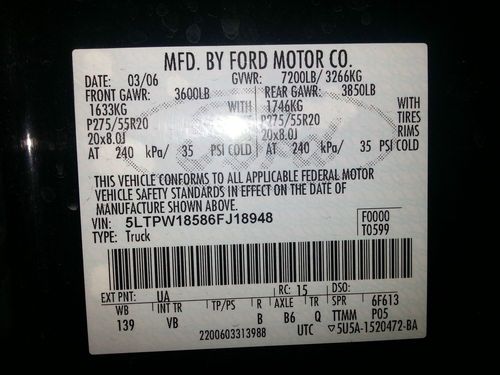 MFD. BY FORD MOTOR CO.
DATE: 03/06 GVWR: 7200LB/ 3266KG
FRONT GAWR: 3600LB REAR GAWR: 3850LB
1633KG WITH 1746KG WITH
P275/55R20 P275/55R20 TIRES
20x8.0J 20x8.0J RIMS
AT 240 kPa/ 35 PSI COLD AT 240 kPa/ 35 PSI COLD
Ford
THIS VEHICLE CONFORMS TO ALL APPLICABLE FEDERAL MOTOR
VEHICLE SAFETY STANDARDS IN EFFECT ON THE DATE OF
MANUFACTURE SHOWN ABOVE.
VIN: 5LTPW18586FJ18948 F0000
TYPE: Truck T0599
EXT PNT: UA RC: 15 DSO:
WB INT TR TP/PS R AXLE TR SPR 6F613
139 VB B B6 Q TTMM P05
2200603313988 UTC 5U5A-1520472-BA